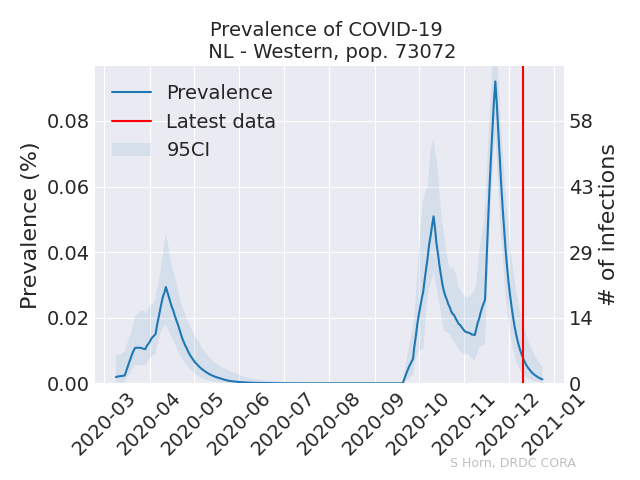 Prevalence of COVID-19
NL - Western, pop. 73072
Prevalence
Latest data
95CI
Prevalence (%)
0.08
0.06
0.04
0.02
0.00
58
43
29
14
0
# of infections
2020-03
2020-04
2020-05
2020-06
2020-07
2020-08
2020-09
2020-10
2020-11
2020-12
2021-01
S Horn, DRDC CORA